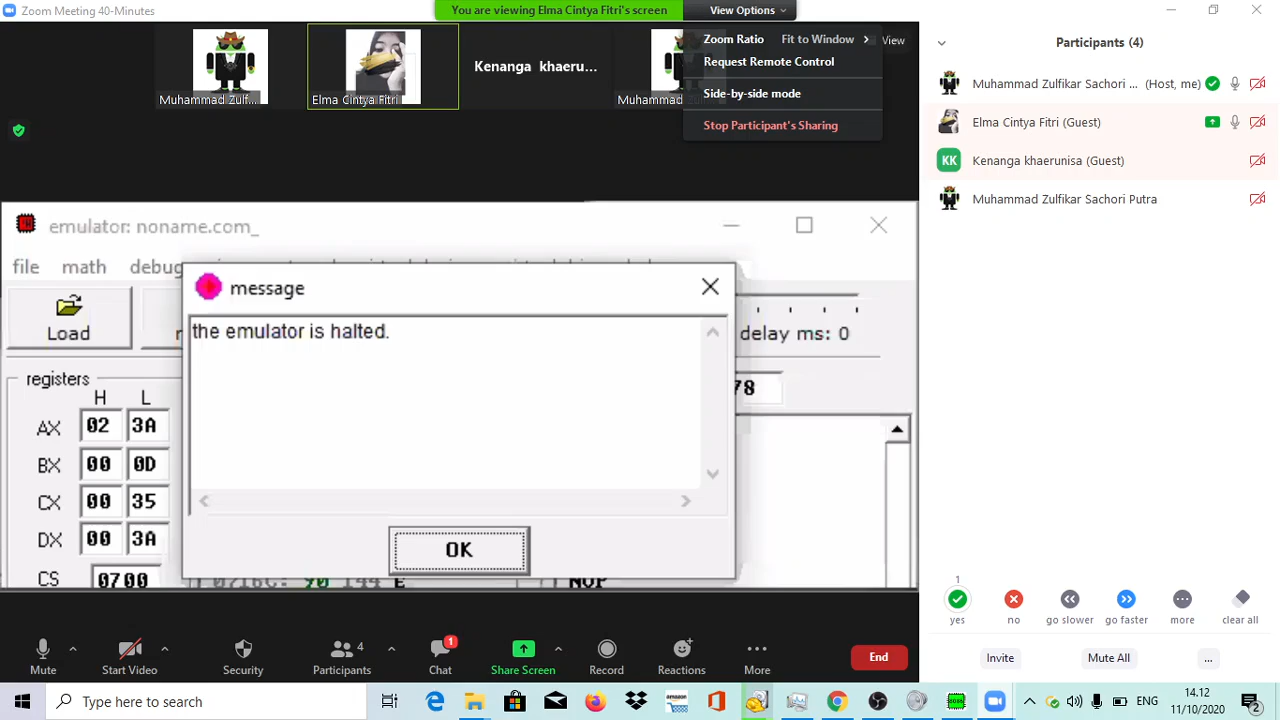 Zoom Meeting 40-Minutes
You are viewing Elma Cintya Fitri's screen
View Options
Zoom Ratio Fit to Window
View
Request Remote Control
Side-by-side mode
Stop Participant's Sharing
Muhammad Zulf...
Elma Cintya Fitri
Kenanga khaeru...
Muhammad
emulator: noname.com_
file math debug
Load
delay ms: 0
registers
H L
AX 02 3A
BX 00 0D
CX 00 35
DX 00 3A
CS 0700
message
the emulator is halted.
OK
78
0716C: 90 144 É NOP
Participants (4)
Muhammad Zulfikar Sachori ... (Host, me)
Elma Cintya Fitri (Guest)
KK Kenanga khaerunisa (Guest)
Muhammad Zulfikar Sachori Putra
1
yes no go slower go faster more clear all
Invite Mute All ...
Mute Start Video Security Participants 4 Chat 1 Share Screen Record Reactions More End
Type here to search
amazon
ENG
14.12
11/10/2020
2